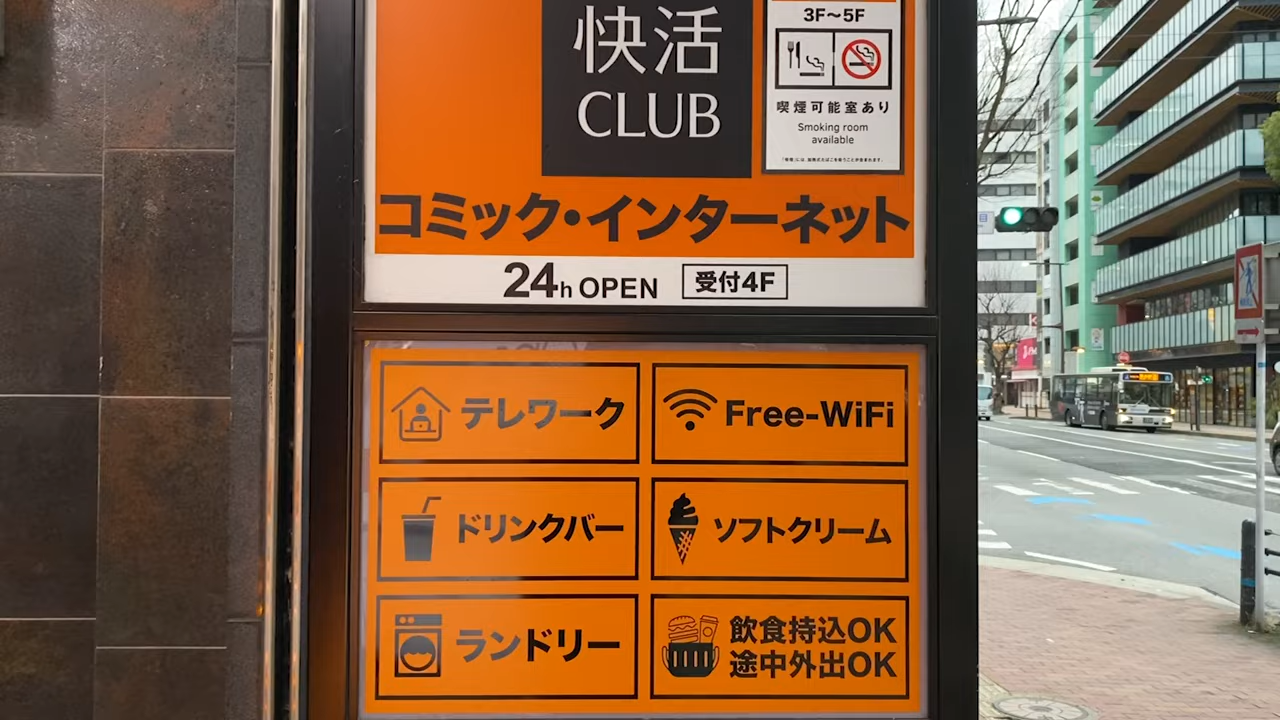 快活
CLUB
3F〜5F
喫煙可能室あり
Smoking room
available
コミック・インターネット
24h OPEN
受付4F
テレワーク
Free-WiFi
ドリンクバー
ソフトクリーム
ランドリー
飲食持込OK
途中外出OK